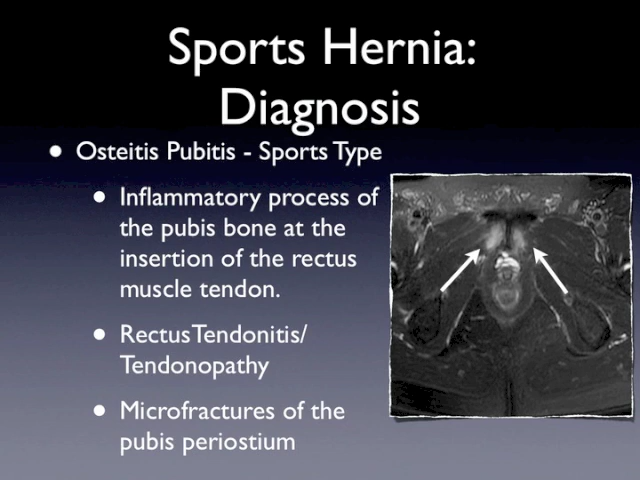 Sports Hernia:
Diagnosis
• Osteitis Pubitis - Sports Type
• Inflammatory process of
the pubis bone at the
insertion of the rectus
muscle tendon.
• RectusTendonitis/
Tendonopathy
• Microfractures of the
pubis periostium